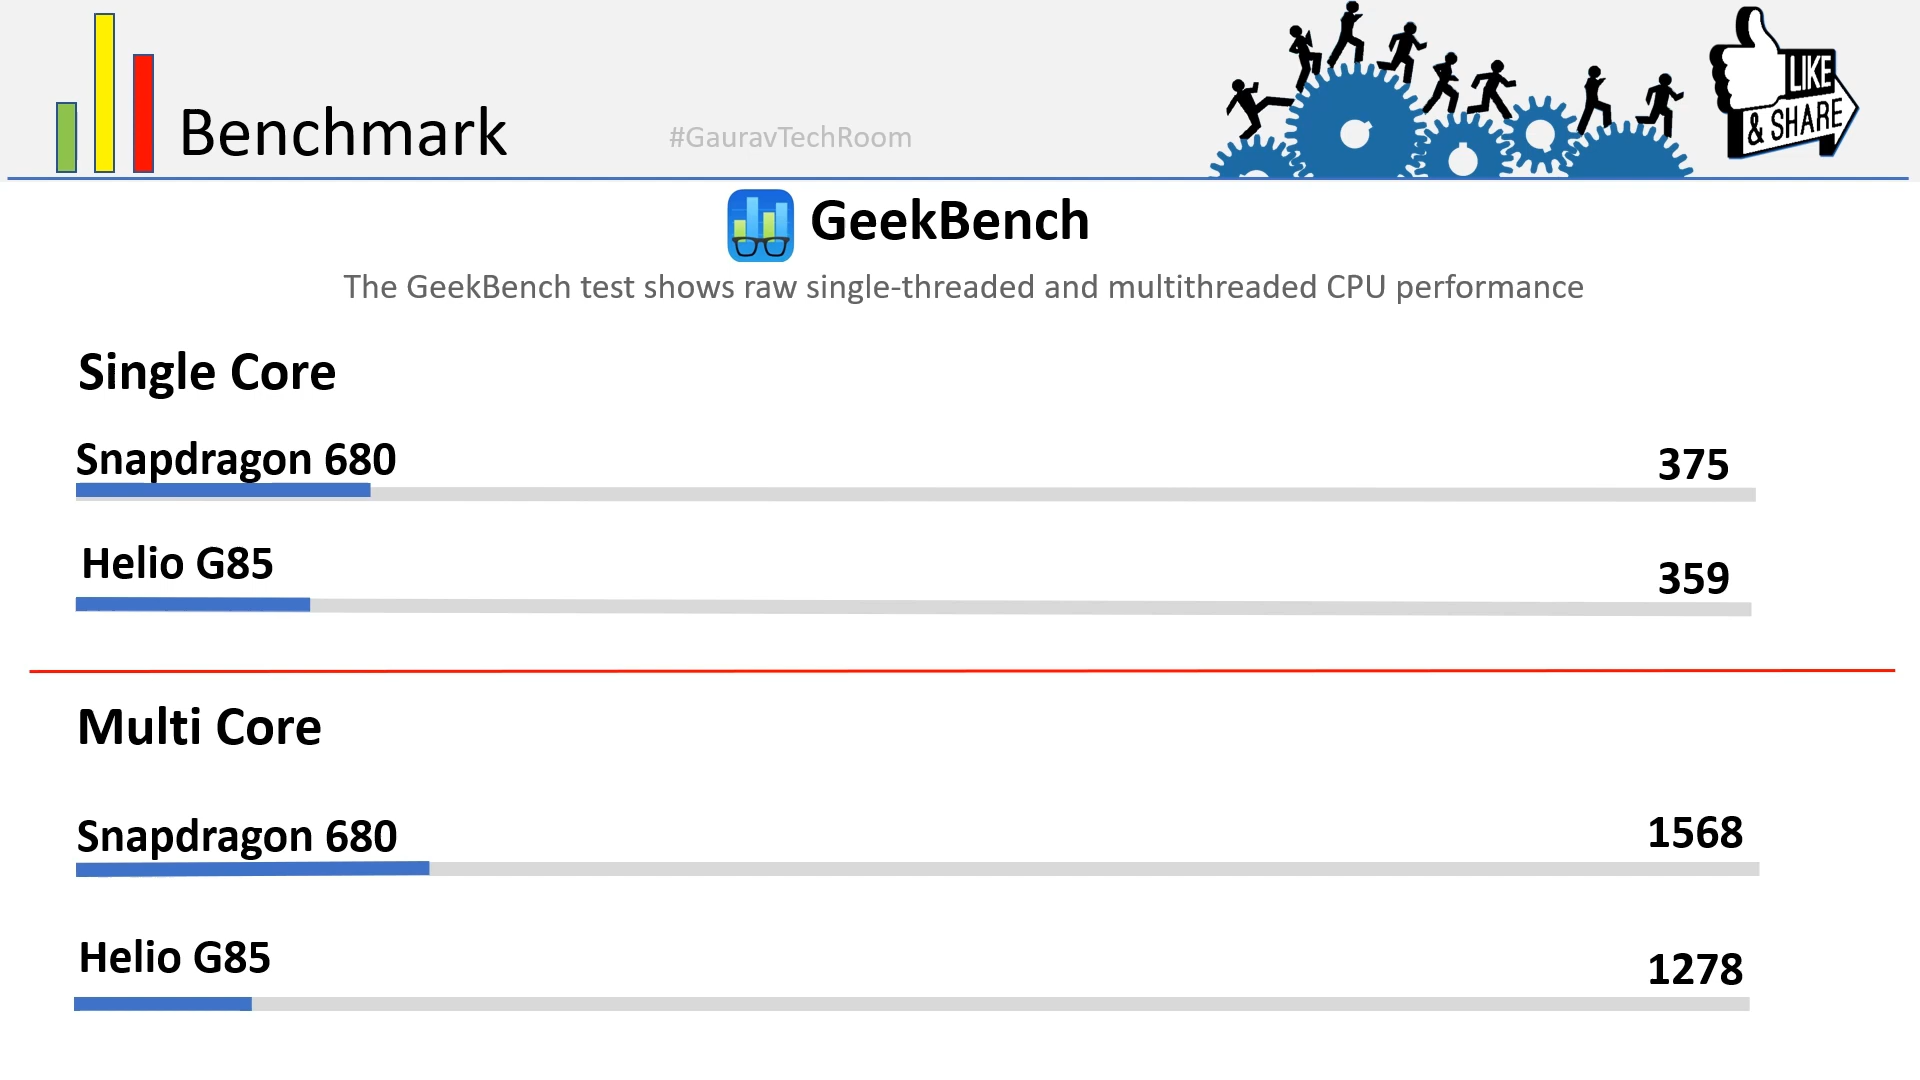 Benchmark
#GauravTechRoom
LIKE
& SHARE
GeekBench
The GeekBench test shows raw single-threaded and multithreaded CPU performance
Single Core
Snapdragon 680 375
Helio G85 359
Multi Core
Snapdragon 680 1568
Helio G85 1278